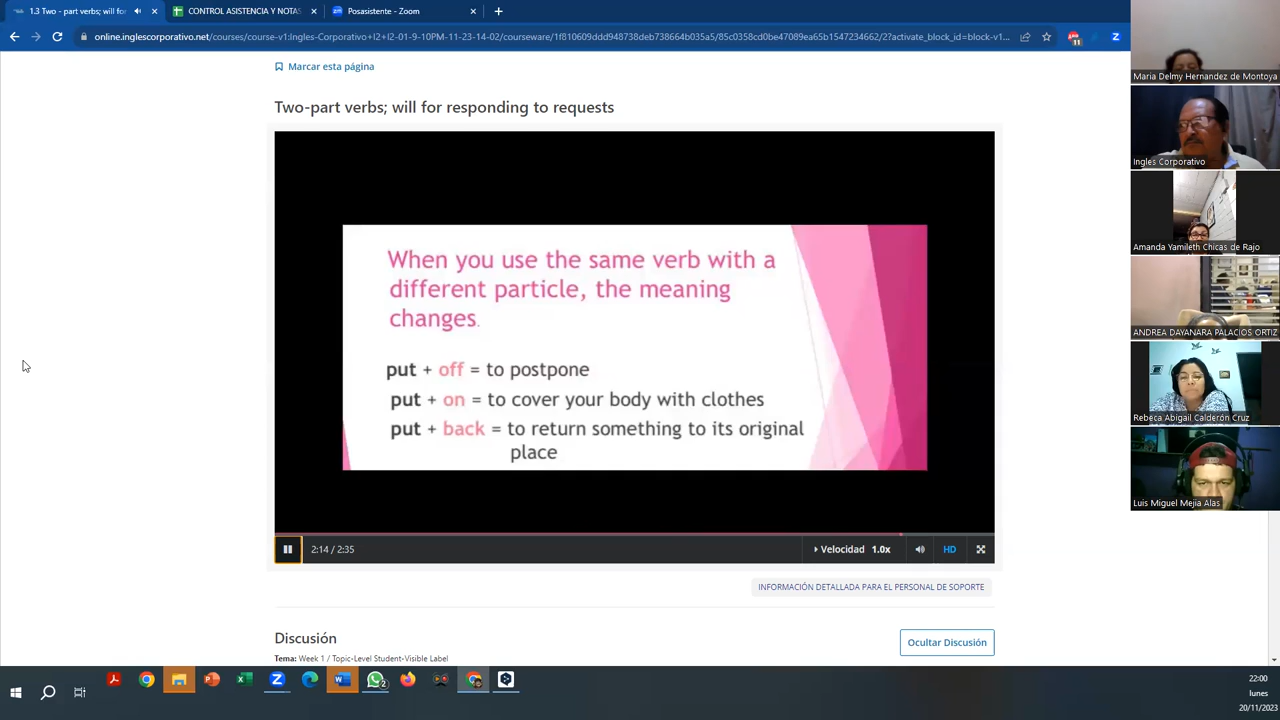 1.3 Two - part verbs; will for
CONTROL ASISTENCIA Y NOTAS
Posasistente - Zoom
online.inglescorporativo.net/courses/course-v1:Ingles-Corporativo+I2+I2-01-9-10PM-11-23-14-02/courseware/1f810609ddd948738deb738664b035a5/85c0358cd0be47089ea65b1547234662/2?activate_block_id=block-v1...
11
Marcar esta página
Two-part verbs; will for responding to requests
When you use the same verb with a
different particle, the meaning
changes.
put + off = to postpone
put + on = to cover your body with clothes
put + back = to return something to its original
place
2:14 / 2:35
Velocidad 1.0x
HD
INFORMACIÓN DETALLADA PARA EL PERSONAL DE SOPORTE
Discusión
Ocultar Discusión
Tema: Week 1 / Topic-Level Student-Visible Label
Maria Delmy Hernandez de Montoya
Ingles Corporativo
Amanda Yamileth Chicas de Rajo
ANDREA DAYANARA PALACIOS ORTIZ
Rebeca Abigail Calderón Cruz
Luis Miguel Mejia Alas
2
22:00
lunes
20/11/2023